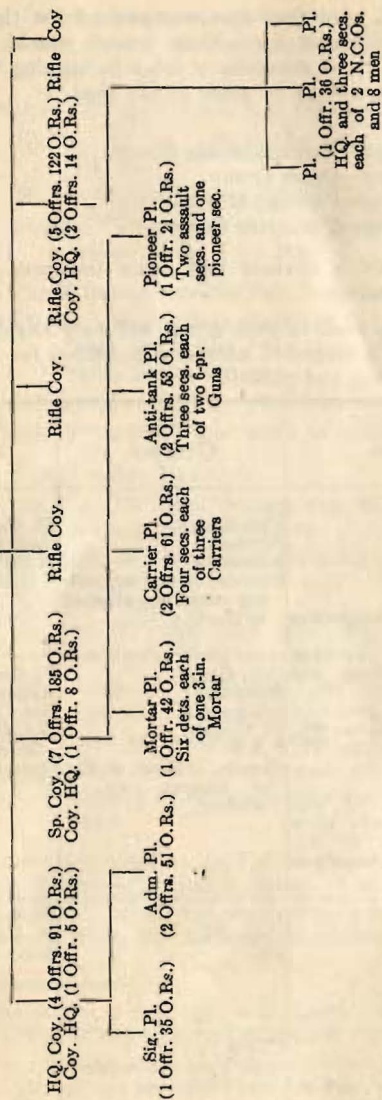 HQ. Coy. (4 Offrs. 91 O.Rs.)
Coy. HQ. (1 Offr. 5 O.Rs.)
Sp. Coy. (7 Offrs. 185 O.Rs.)
Coy. HQ. (1 Offr. 8 O.Rs.)
Rifle Coy.
Rifle Coy.
Rifle Coy. (5 Offrs. 122 O.Rs.)
Coy. HQ. (2 Offrs. 14 O.Rs.)
Rifle Coy
Sig. Pl.
(1 Offr. 35 O.Rs.)
Adm. Pl.
(2 Offrs. 51 O.Rs.)
Mortar Pl.
(1 Offr. 42 O.Rs.)
Six dets. each
of one 3-in.
Mortar
Carrier Pl.
(2 Offrs. 61 O.Rs.)
Four secs. each
of three
Carriers
Anti-tank Pl.
(2 Offrs. 53 O.Rs.)
Three secs. each
of two 6-pr.
Guns
Pioneer Pl.
(1 Offr. 21 O.Rs.)
Two assault
secs. and one
pioneer sec.
Pl. Pl. Pl.
(1 Offr. 36 O.Rs.)
HQ. and three secs.
each of 2 N.C.Os.
and 8 men